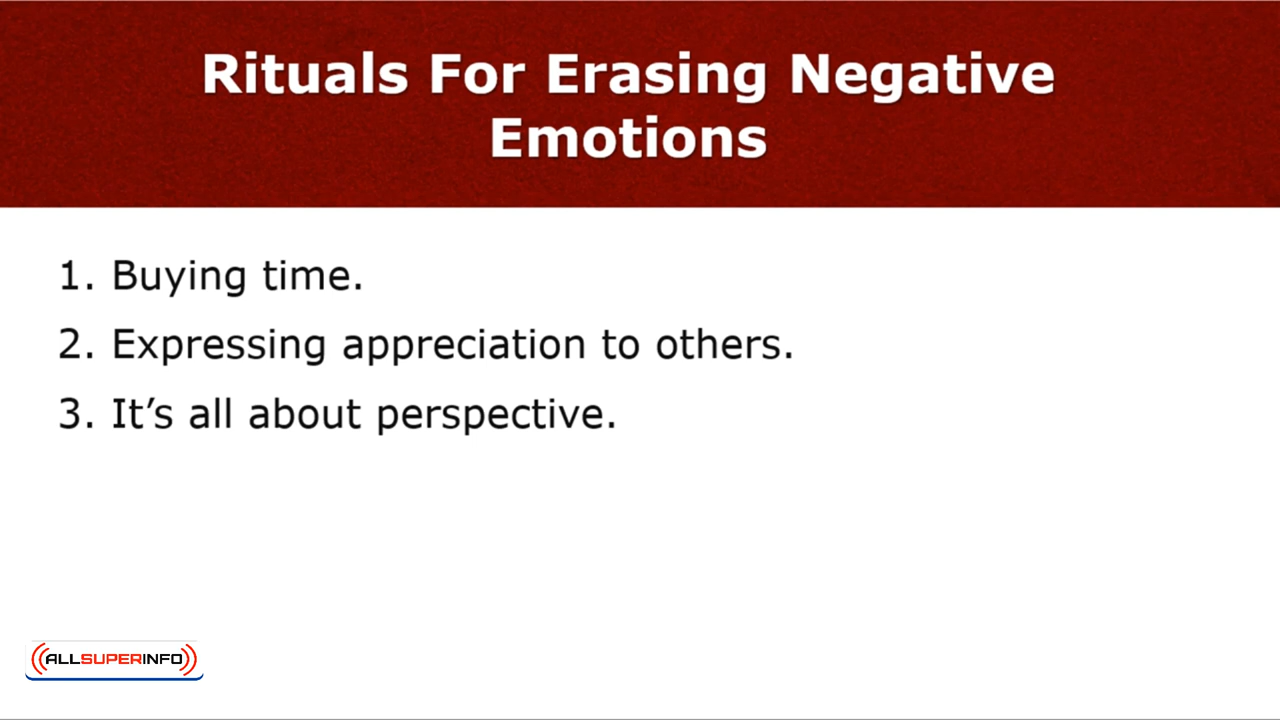 Rituals For Erasing Negative
Emotions
1. Buying time.
2. Expressing appreciation to others.
3. It’s all about perspective.
ALLSUPERINFO